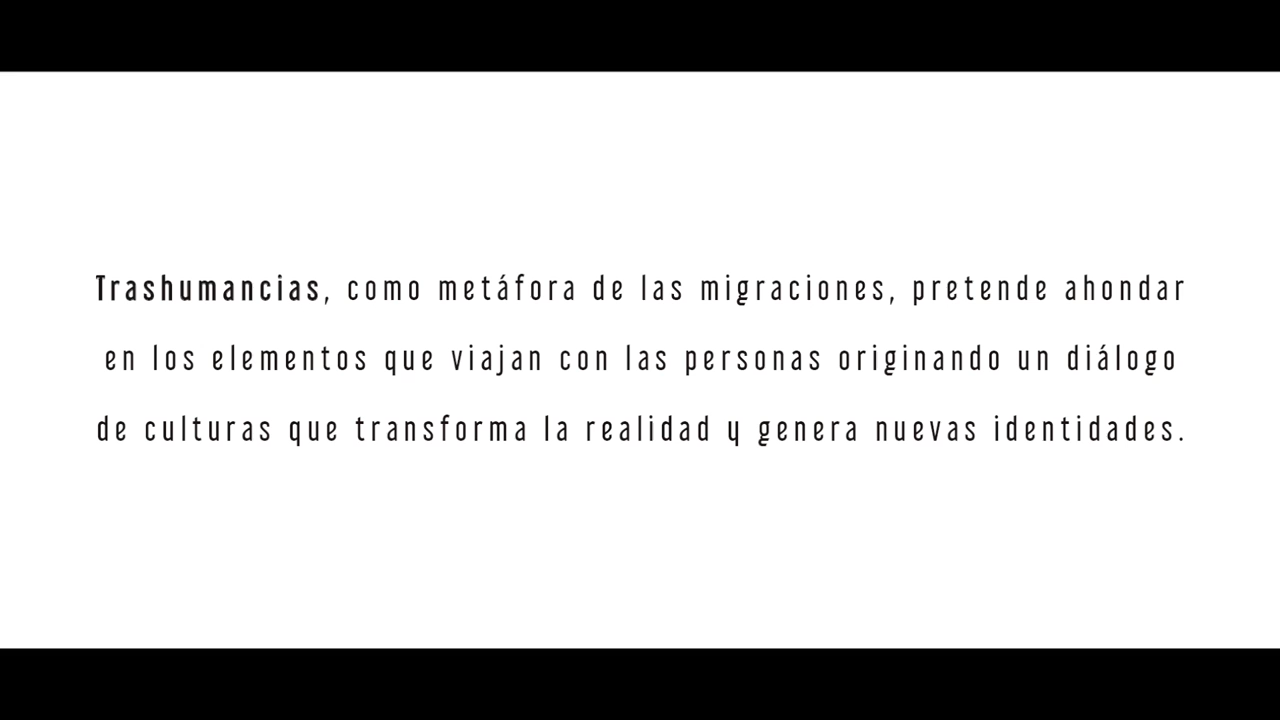 Trashumancias, como metáfora de las migraciones, pretende ahondar
en los elementos que viajan con las personas originando un diálogo
de culturas que transforma la realidad y genera nuevas identidades.